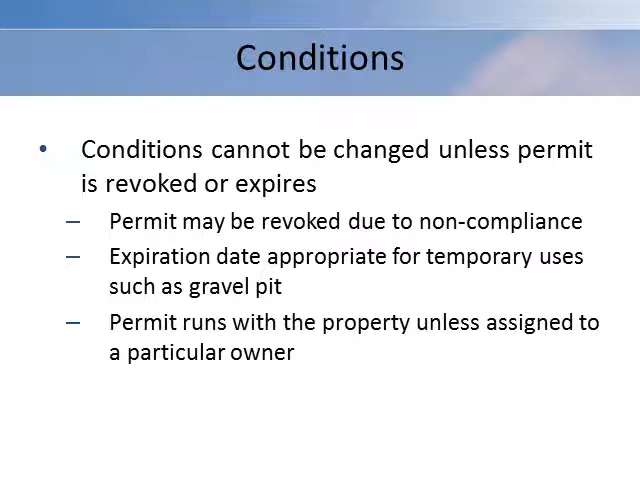 Conditions
• Conditions cannot be changed unless permit
is revoked or expires
– Permit may be revoked due to non-compliance
– Expiration date appropriate for temporary uses
such as gravel pit
– Permit runs with the property unless assigned to
a particular owner